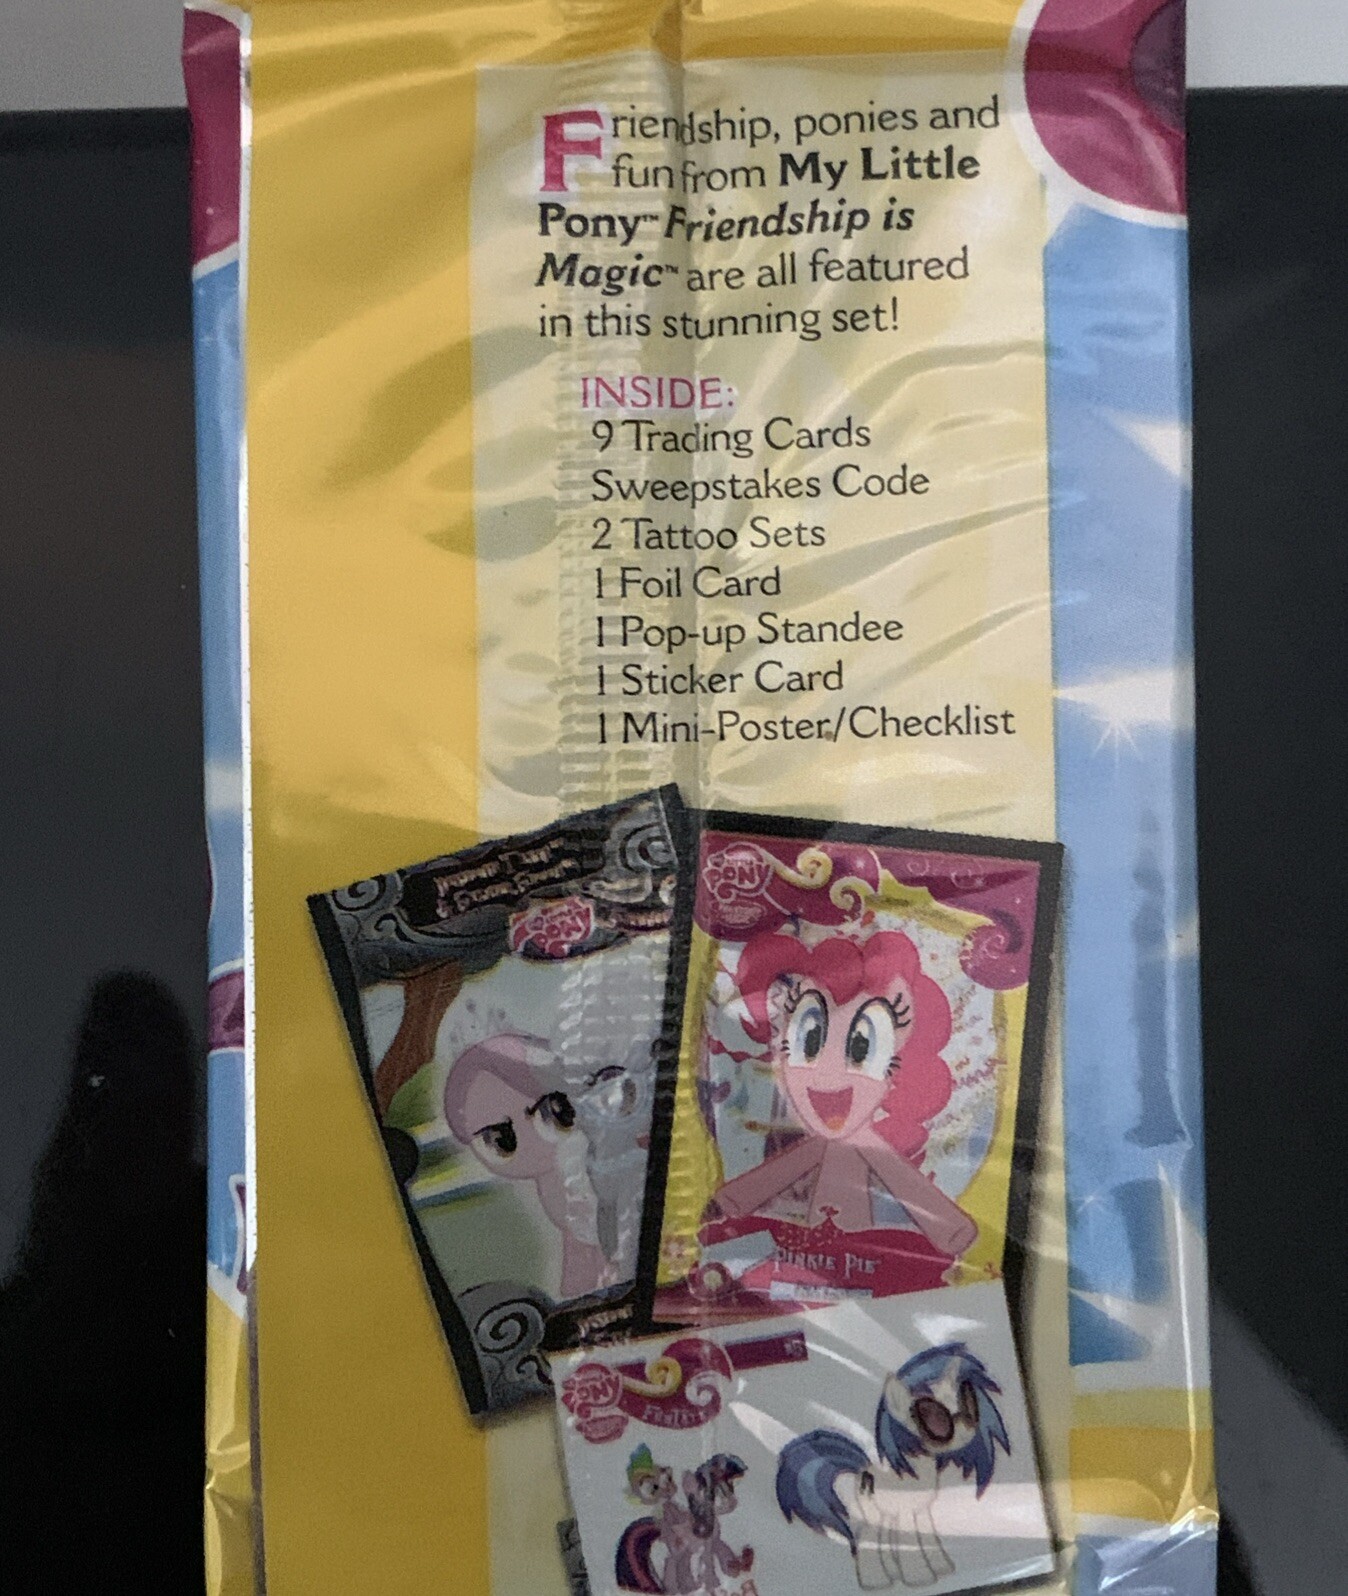 Friendship, ponies and
fun from My Little
Pony™ Friendship is
Magic™ are all featured
in this stunning set!
INSIDE:
9 Trading Cards
Sweepstakes Code
2 Tattoo Sets
1 Foil Card
1 Pop-up Standee
1 Sticker Card
1 Mini-Poster/Checklist
PONY
PINKIE PIE